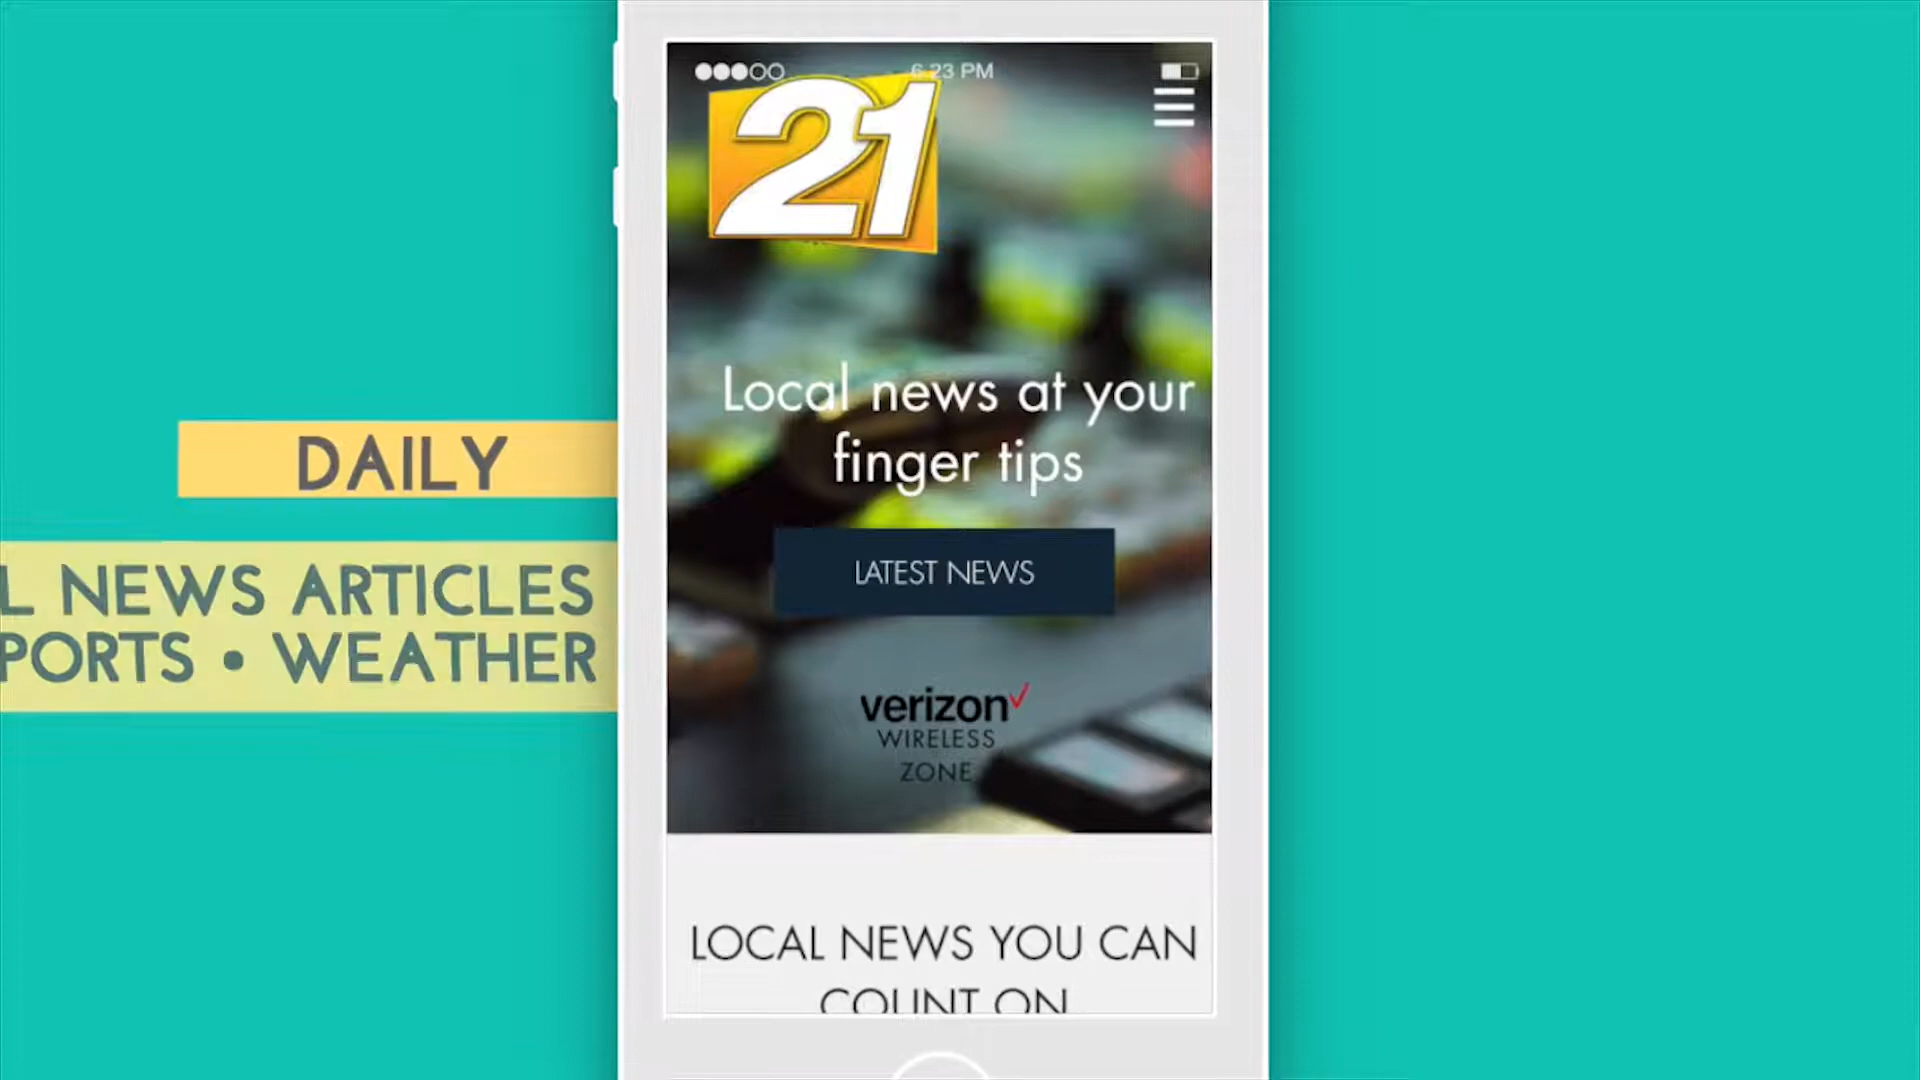 6:23 PM
21
Local news at your
finger tips
DAILY
LATEST NEWS
L NEWS ARTICLES
PORTS • WEATHER
verizon
WIRELESS
ZONE
LOCAL NEWS YOU CAN
COUNT ON